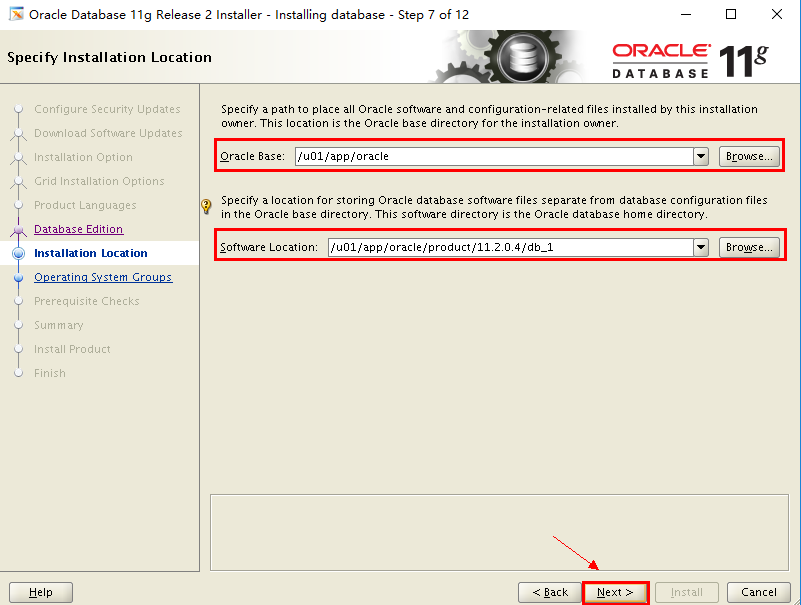 Oracle Database 11g Release 2 Installer - Installing database - Step 7 of 12
Specify Installation Location
ORACLE
DATABASE
11g
Configure Security Updates
Download Software Updates
Installation Option
Grid Installation Options
Product Languages
Database Edition
Installation Location
Operating System Groups
Prerequisite Checks
Summary
Install Product
Finish
Specify a path to place all Oracle software and configuration-related files installed by this installation
owner. This location is the Oracle base directory for the installation owner.
Oracle Base: /u01/app/oracle Browse...
Specify a location for storing Oracle database software files separate from database configuration files
in the Oracle base directory. This software directory is the Oracle database home directory.
Software Location: /u01/app/oracle/product/11.2.0.4/db_1 Browse...
Help < Back Next > Install Cancel